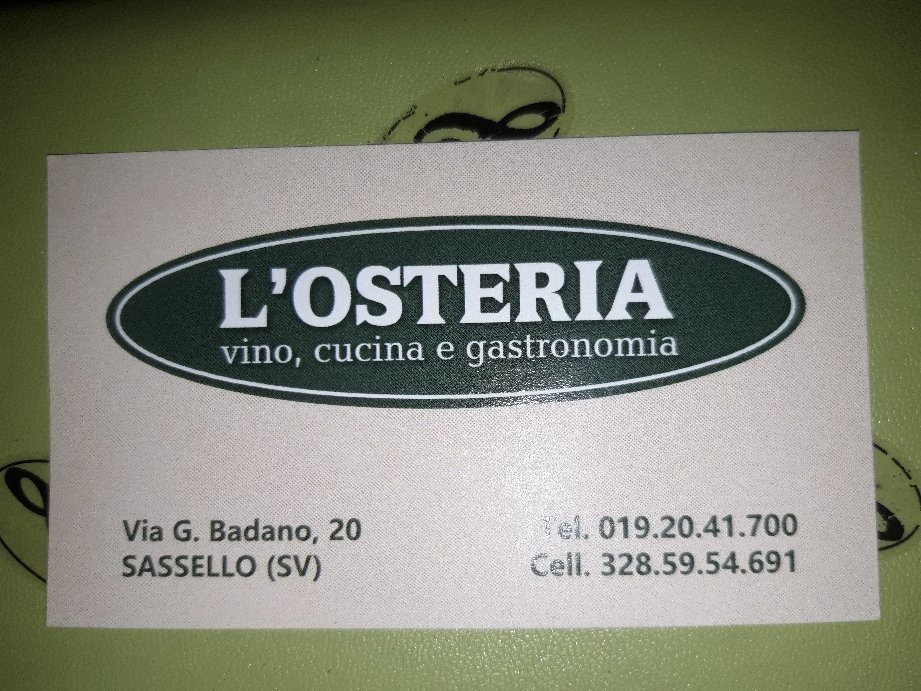 L'OSTERIA
vino, cucina e gastronomia
Via G. Badano, 20
SASSELLO (SV)
Tel. 019.20.41.700
Cell. 328.59.54.691